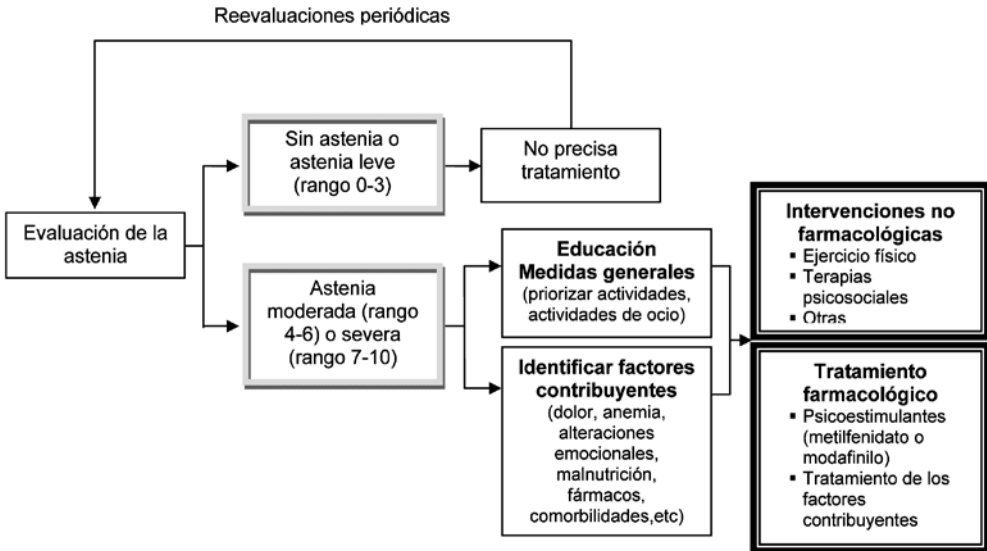 Reevaluaciones periódicas
Sin astenia o
astenia leve
(rango 0-3)
No precisa
tratamiento
Evaluación de la
astenia
Astenia
moderada (rango
4-6) o severa
(rango 7-10)
Educación
Medidas generales
(priorizar actividades,
actividades de ocio)
Identificar factores
contribuyentes
(dolor, anemia,
alteraciones
emocionales,
malnutrición,
fármacos,
comorbilidades,etc)
Intervenciones no
farmacológicas
▪ Ejercicio físico
▪ Terapias
psicosociales
▪ Otras
Tratamiento
farmacológico
▪ Psicoestimulantes
(metilfenidato o
modafinilo)
▪ Tratamiento de los
factores
contribuyentes